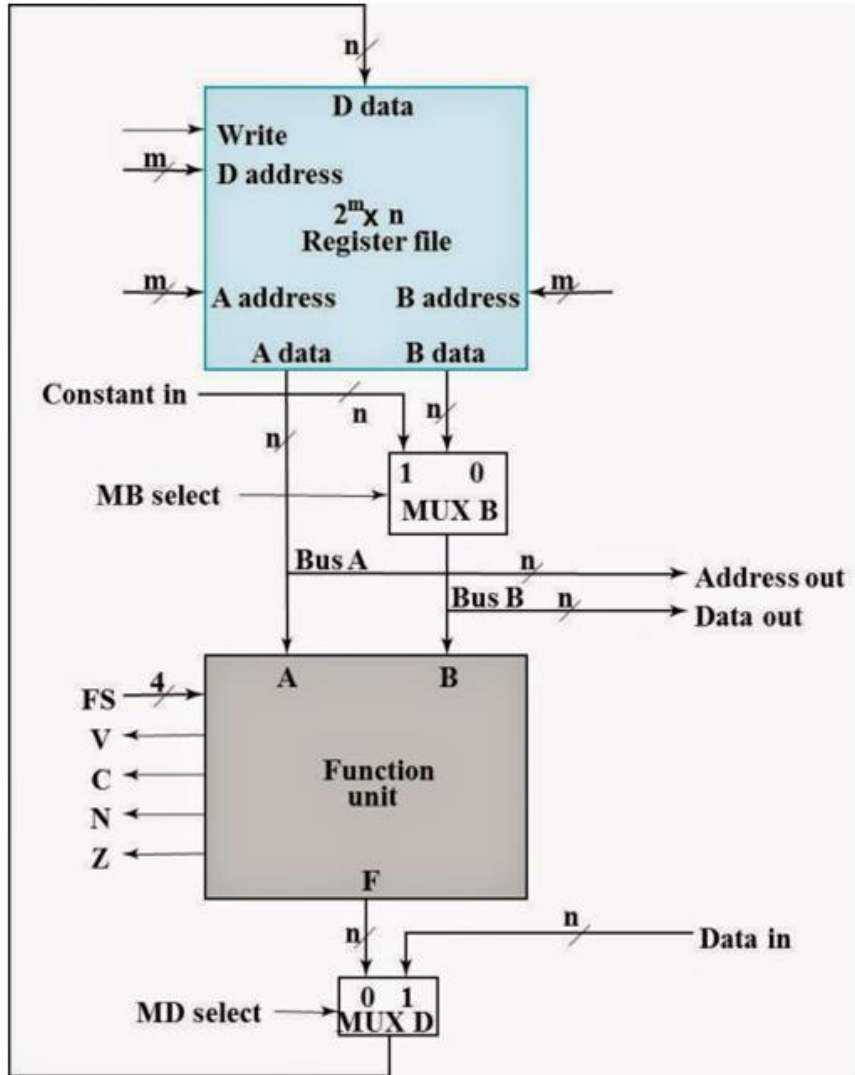 n
D data
Write
m
D address
2^m x n
Register file
m
m
A address
B address
A data
B data
Constant in
n
n
n
1 0
MB select
MUX B
Bus A
n
Address out
Bus B
n
Data out
A
B
FS
4
V
Function
C
unit
N
Z
F
n
n
Data in
0 1
MD select
MUX D